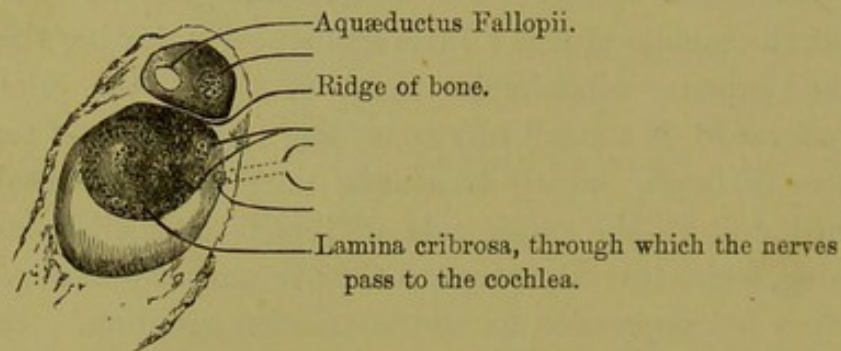 Aquæductus Fallopii.
Ridge of bone.
Lamina cribrosa, through which the nerves
pass to the cochlea.